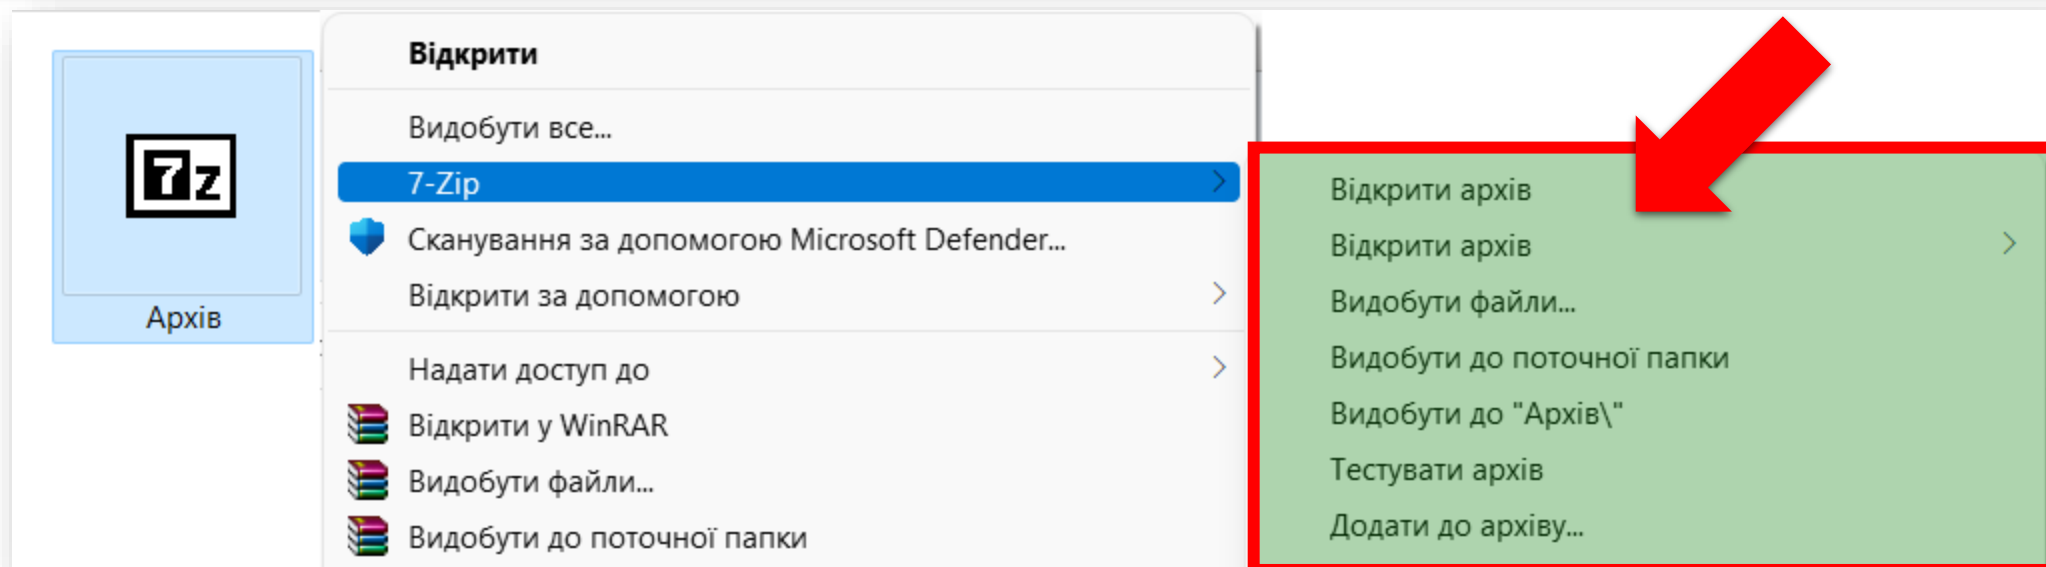 7z
Архів
Відкрити
Видобути все...
7-Zip
Сканування за допомогою Microsoft Defender...
Відкрити за допомогою
Надати доступ до
Відкрити у WinRAR
Видобути файли...
Видобути до поточної папки
Відкрити архів
Відкрити архів
Видобути файли...
Видобути до поточної папки
Видобути до "Архів\"
Тестувати архів
Додати до архіву...